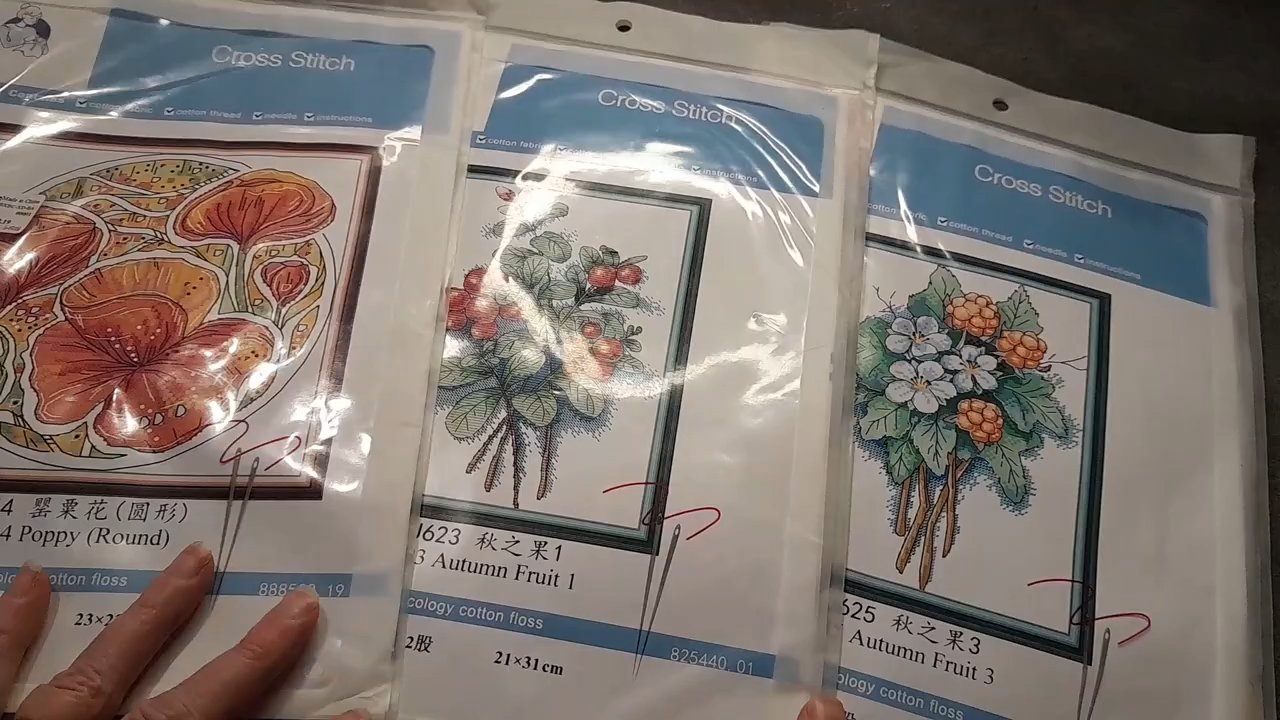 Cross Stitch
cotton thread needle instructions
4 罂粟花(圆形)
4 Poppy (Round)
cotton floss
19
Cross Stitch
cotton fabric
instructions
J623 秋之果1
3 Autumn Fruit 1
cology cotton floss
2股 21×31cm 825440.01
Cross Stitch
cotton fabric cotton thread needle instructions
625 秋之果3
Autumn Fruit 3
ology cotton floss